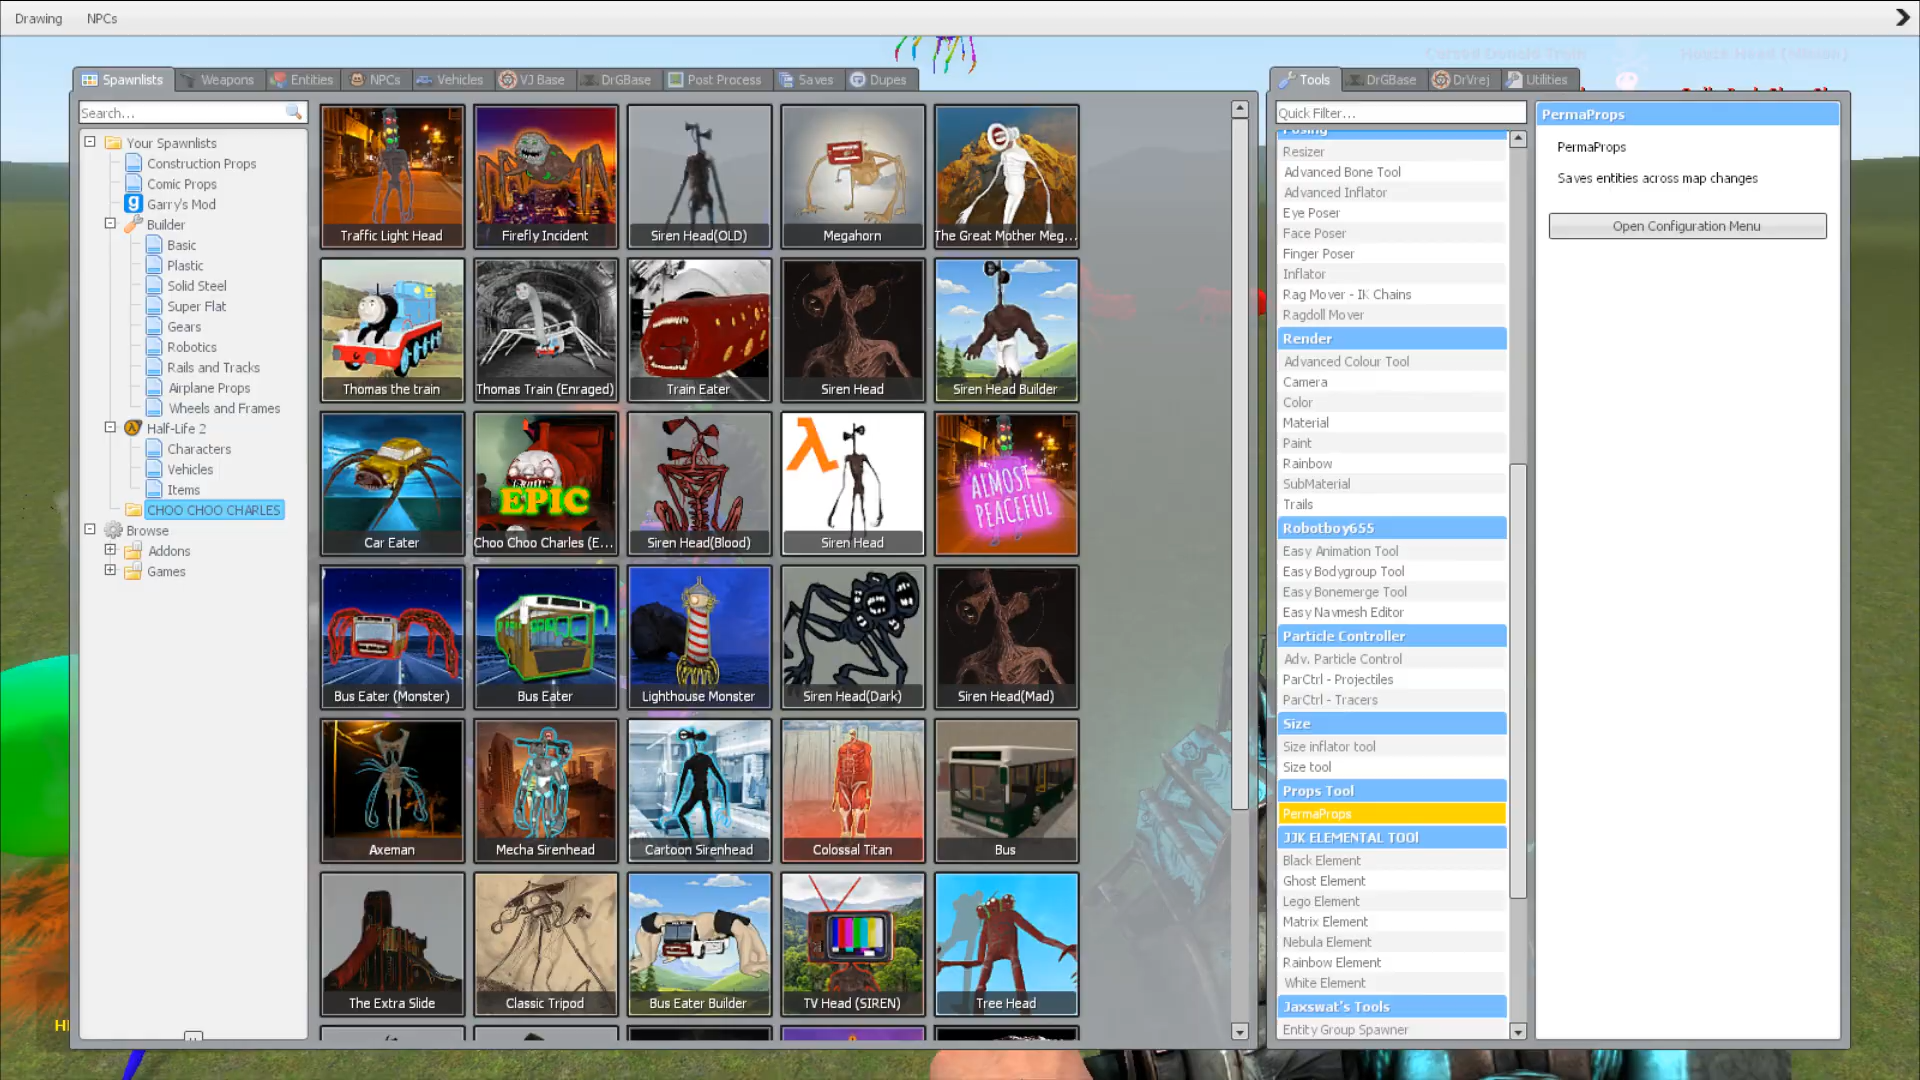 Drawing NPCs
Cursed Donald Train House Head (Minion)
Spawnlists Weapons Entities NPCs Vehicles VJ Base DrGBase Post Process Saves Dupes
Search...
Your Spawnlists
Construction Props
Comic Props
Garry's Mod
Builder
Basic
Plastic
Solid Steel
Super Flat
Gears
Robotics
Rails and Tracks
Airplane Props
Wheels and Frames
Half-Life 2
Characters
Vehicles
Items
CHOO CHOO CHARLES
Browse
Addons
Games
Traffic Light Head Firefly Incident Siren Head(OLD) Megahorn The Great Mother Meg...
Thomas the train Thomas Train (Enraged) Train Eater Siren Head Siren Head Builder
EPIC
ALMOST
PEACEFUL
Car Eater Choo Choo Charles (E... Siren Head(Blood) Siren Head
Bus Eater (Monster) Bus Eater Lighthouse Monster Siren Head(Dark) Siren Head(Mad)
Axeman Mecha Sirenhead Cartoon Sirenhead Colossal Titan Bus
The Extra Slide Classic Tripod Bus Eater Builder TV Head (SIREN) Tree Head
Tools DrGBase DrVrej Utilities
Quick Filter...
Posing
Resizer
Advanced Bone Tool
Advanced Inflator
Eye Poser
Face Poser
Finger Poser
Inflator
Rag Mover - IK Chains
Ragdoll Mover
Render
Advanced Colour Tool
Camera
Color
Material
Paint
Rainbow
SubMaterial
Trails
Robotboy655
Easy Animation Tool
Easy Bodygroup Tool
Easy Bonemerge Tool
Easy Navmesh Editor
Particle Controller
Adv. Particle Control
ParCtrl - Projectiles
ParCtrl - Tracers
Size
Size inflator tool
Size tool
Props Tool
PermaProps
JJK ELEMENTAL TOOl
Black Element
Ghost Element
Lego Element
Matrix Element
Nebula Element
Rainbow Element
White Element
Jaxswat's Tools
Entity Group Spawner
PermaProps
PermaProps
Saves entities across map changes
Open Configuration Menu